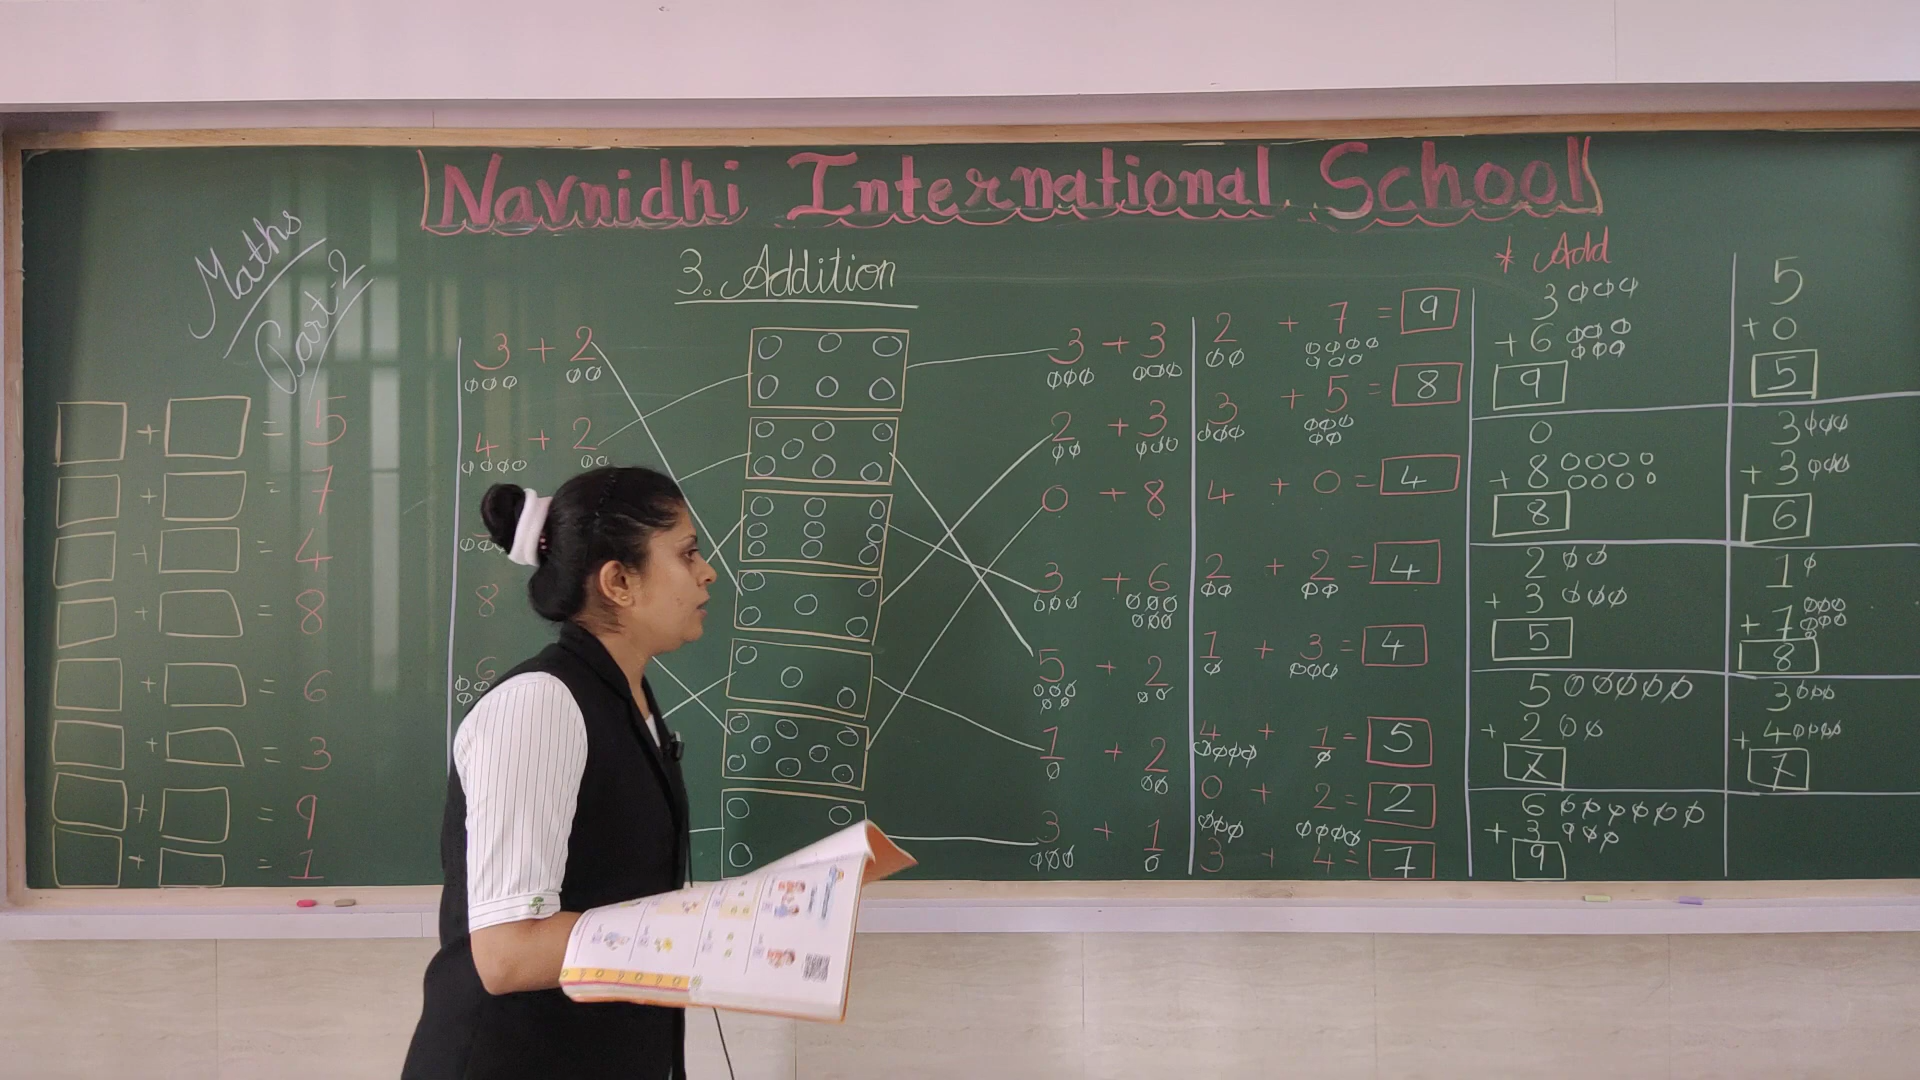 Navnidhi International School
Maths
Part-2
3. Addition
* Add
+ = 5
+ = 7
+ = 4
+ = 8
+ = 6
+ = 3
+ = 9
+ = 1
3 + 2
4 + 2
8
6
3 + 3
2 + 3
0 + 8
3 + 6
5 + 2
1 + 2
3 + 1
2 + 7 = 9
3 + 5 = 8
4 + 0 = 4
2 + 2 = 4
1 + 3 = 4
4 + 1 = 5
0 + 2 = 2
3 + 4 = 7
3
+ 6
9
0
+ 8
8
2
+ 3
5
5
+ 2
7
6
+ 3
9
5
+ 0
5
3
+ 3
6
1
+ 7
8
3
+ 4
7